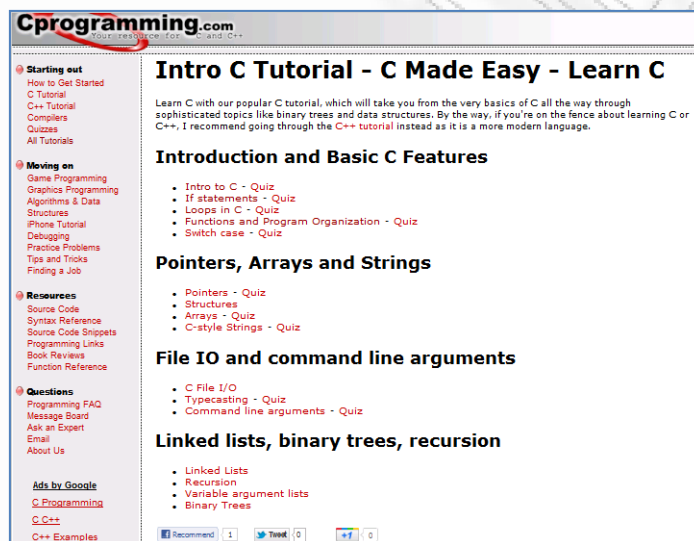 Cprogramming.com
Your resource for C and C++
Starting out
How to Get Started
C Tutorial
C++ Tutorial
Compilers
Quizzes
All Tutorials
Moving on
Game Programming
Graphics Programming
Algorithms & Data
Structures
iPhone Tutorial
Debugging
Practice Problems
Tips and Tricks
Finding a Job
Resources
Source Code
Syntax Reference
Source Code Snippets
Programming Links
Book Reviews
Function Reference
Questions
Programming FAQ
Message Board
Ask an Expert
Email
About Us
Ads by Google
C Programming
C C++
C++ Examples
Intro C Tutorial - C Made Easy - Learn C
Learn C with our popular C tutorial, which will take you from the very basics of C all the way through
sophisticated topics like binary trees and data structures. By the way, if you're on the fence about learning C or
C++, I recommend going through the C++ tutorial instead as it is a more modern language.
Introduction and Basic C Features
Intro to C - Quiz
If statements - Quiz
Loops in C - Quiz
Functions and Program Organization - Quiz
Switch case - Quiz
Pointers, Arrays and Strings
Pointers - Quiz
Structures
Arrays - Quiz
C-style Strings - Quiz
File IO and command line arguments
C File I/O
Typecasting - Quiz
Command line arguments - Quiz
Linked lists, binary trees, recursion
Linked Lists
Recursion
Variable argument lists
Binary Trees
Recommend 1 Tweet 0 +1 0